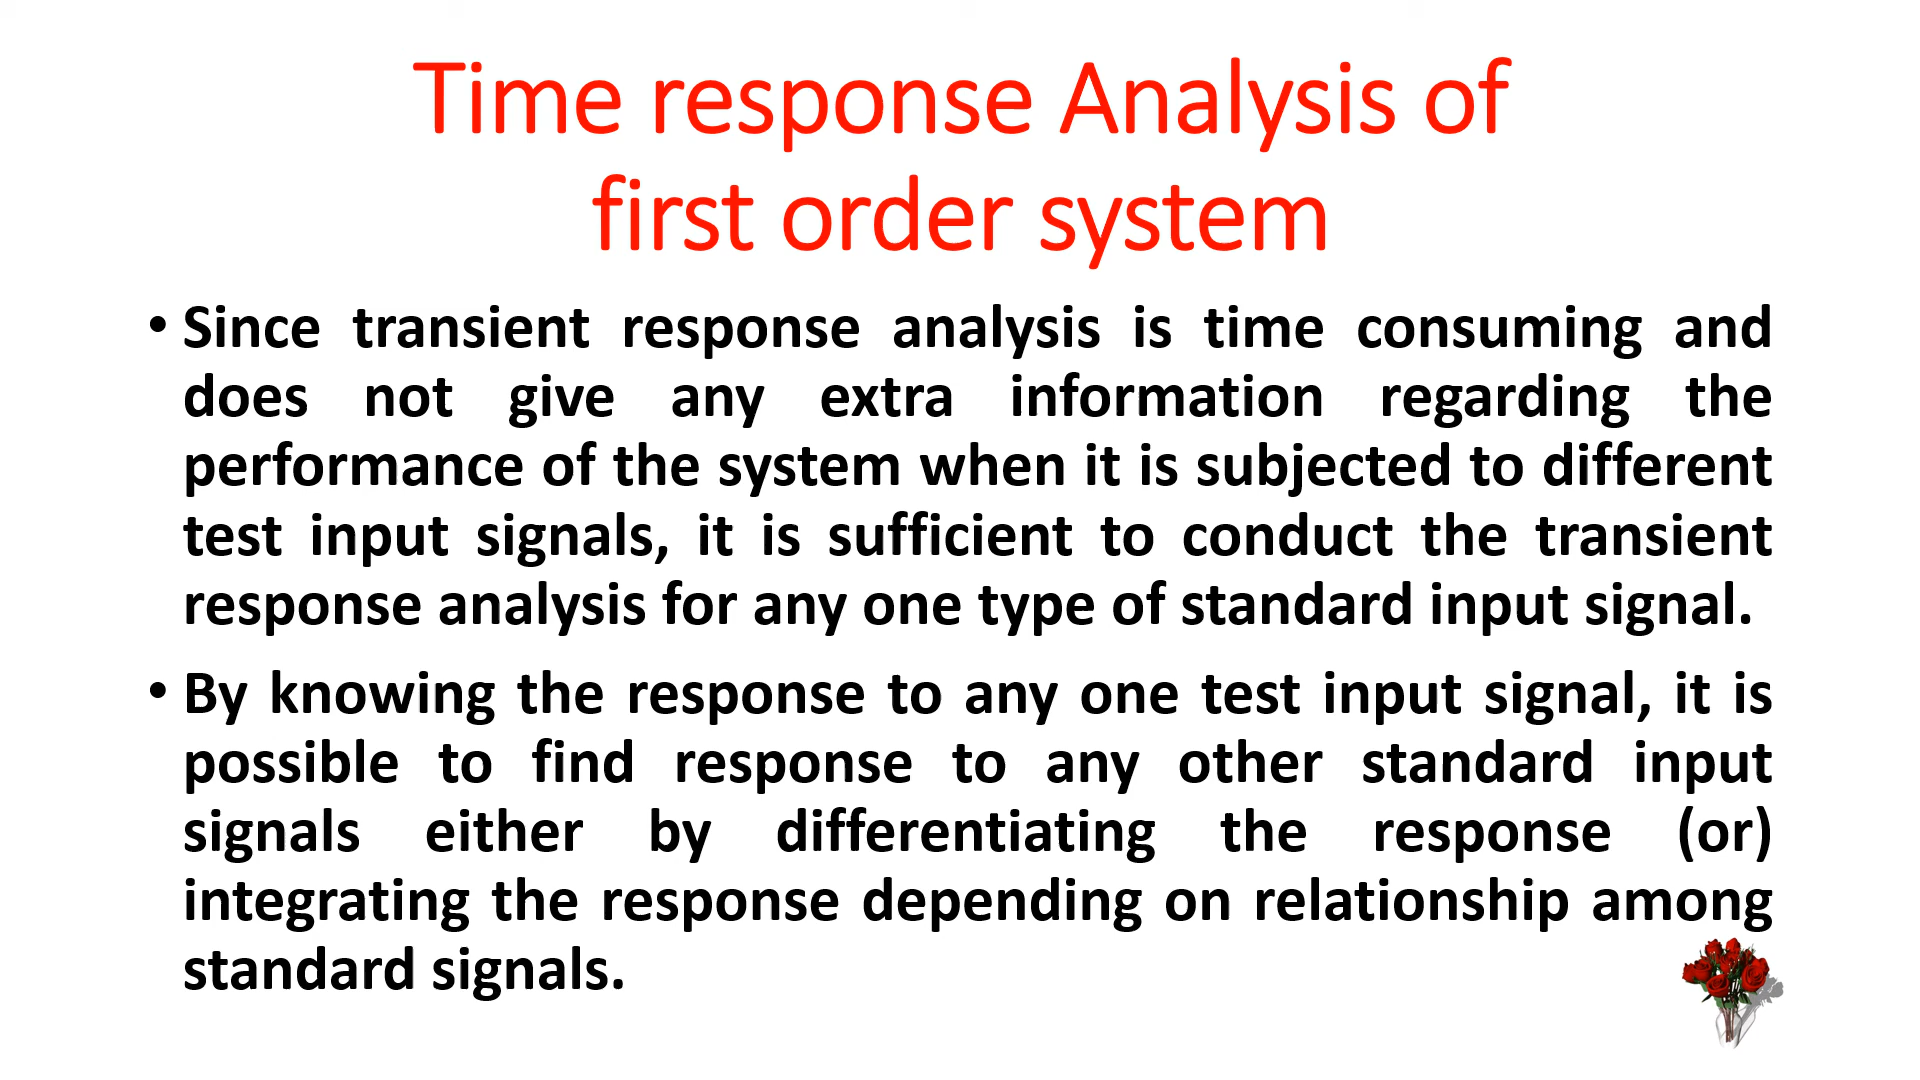 Time response Analysis of
first order system
• Since transient response analysis is time consuming and
does not give any extra information regarding the
performance of the system when it is subjected to different
test input signals, it is sufficient to conduct the transient
response analysis for any one type of standard input signal.
• By knowing the response to any one test input signal, it is
possible to find response to any other standard input
signals either by differentiating the response (or)
integrating the response depending on relationship among
standard signals.